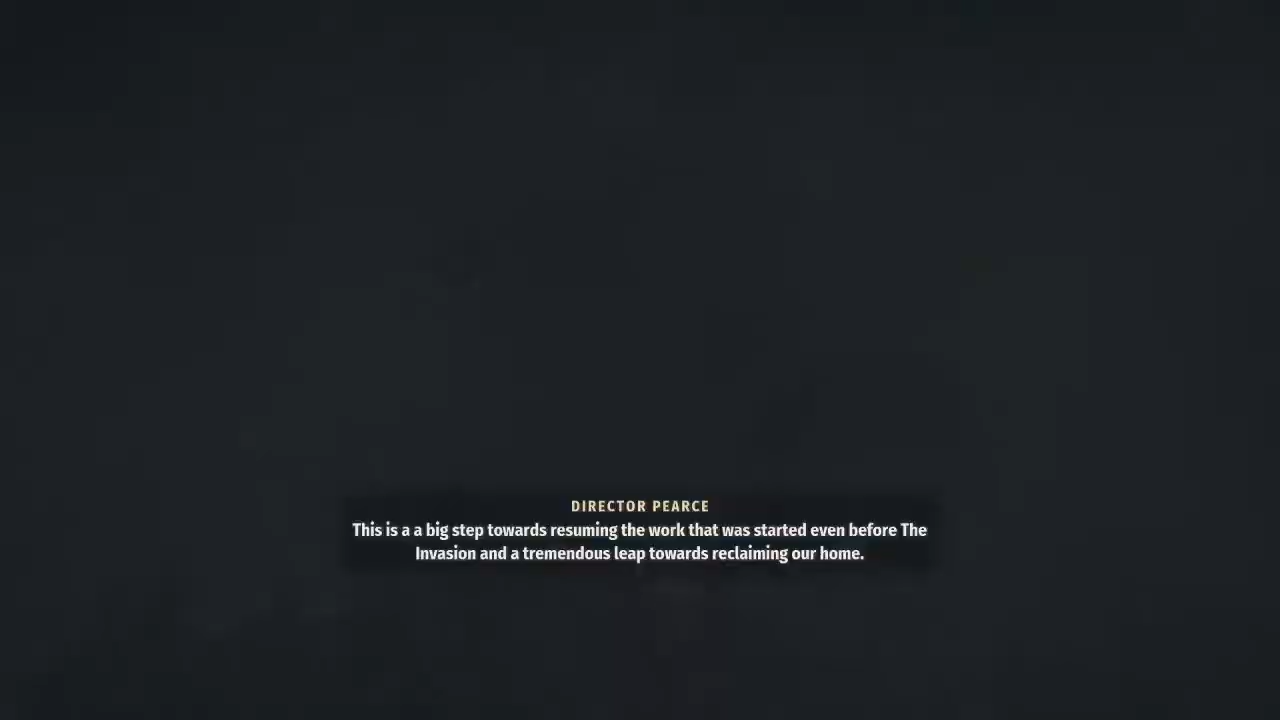 DIRECTOR PEARCE
This is a a big step towards resuming the work that was started even before The
Invasion and a tremendous leap towards reclaiming our home.